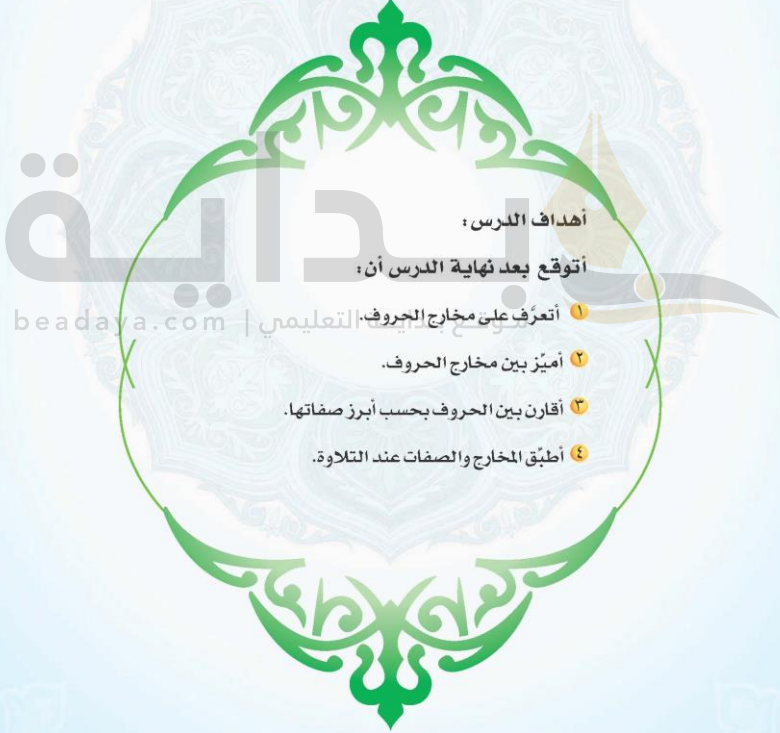 بداية
أهداف الدرس:
أتوقع بعد نهاية الدرس أن:
١ أتعرَّف على مخارج الحروف.
موقع بداية التعليمي | beadaya.com
٢ أميّز بين مخارج الحروف.
٣ أقارن بين الحروف بحسب أبرز صفاتها.
٤ أطبّق المخارج والصفات عند التلاوة.